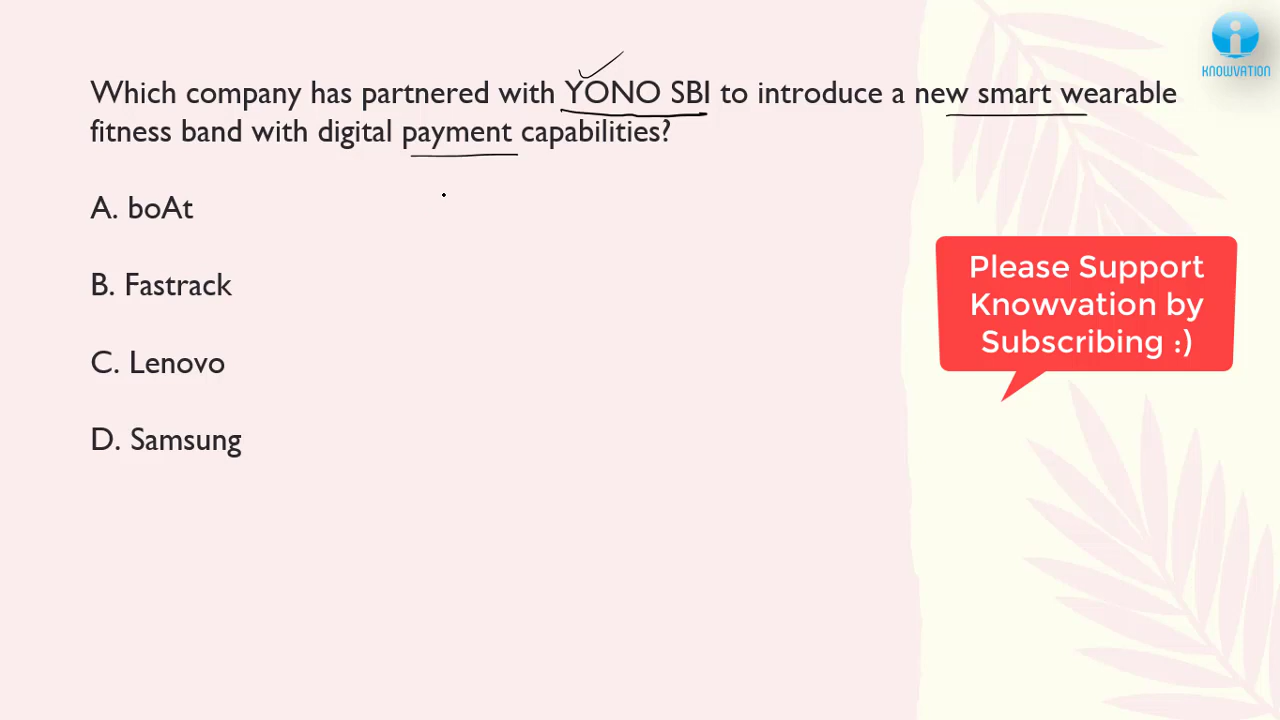 KNOWVATION
Which company has partnered with YONO SBI to introduce a new smart wearable
fitness band with digital payment capabilities?
A. boAt
B. Fastrack
C. Lenovo
D. Samsung
Please Support
Knowvation by
Subscribing :)